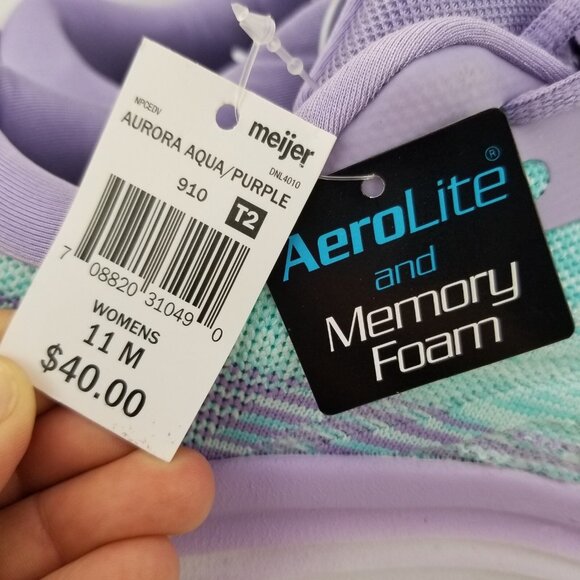 meijer
NPCEDV
DNL4010
AURORA AQUA/PURPLE
910
T2
7 08820 31049 0
WOMENS
11 M
$40.00
AeroLite®
and
Memory
Foam